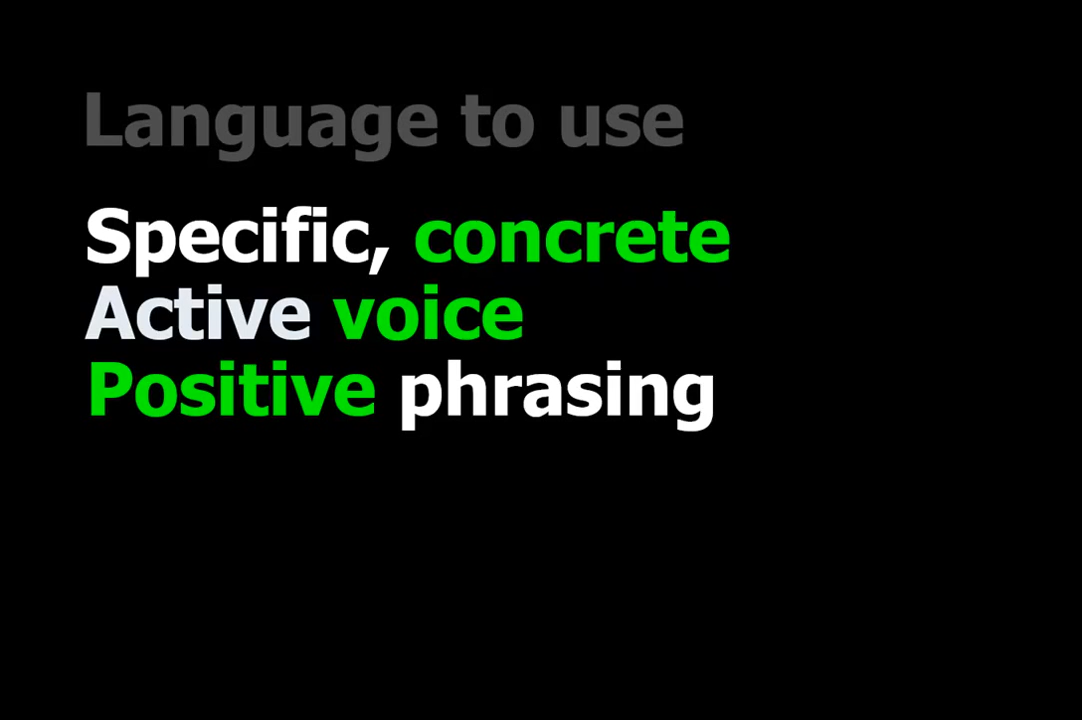 Language to use
Specific, concrete
Active voice
Positive phrasing